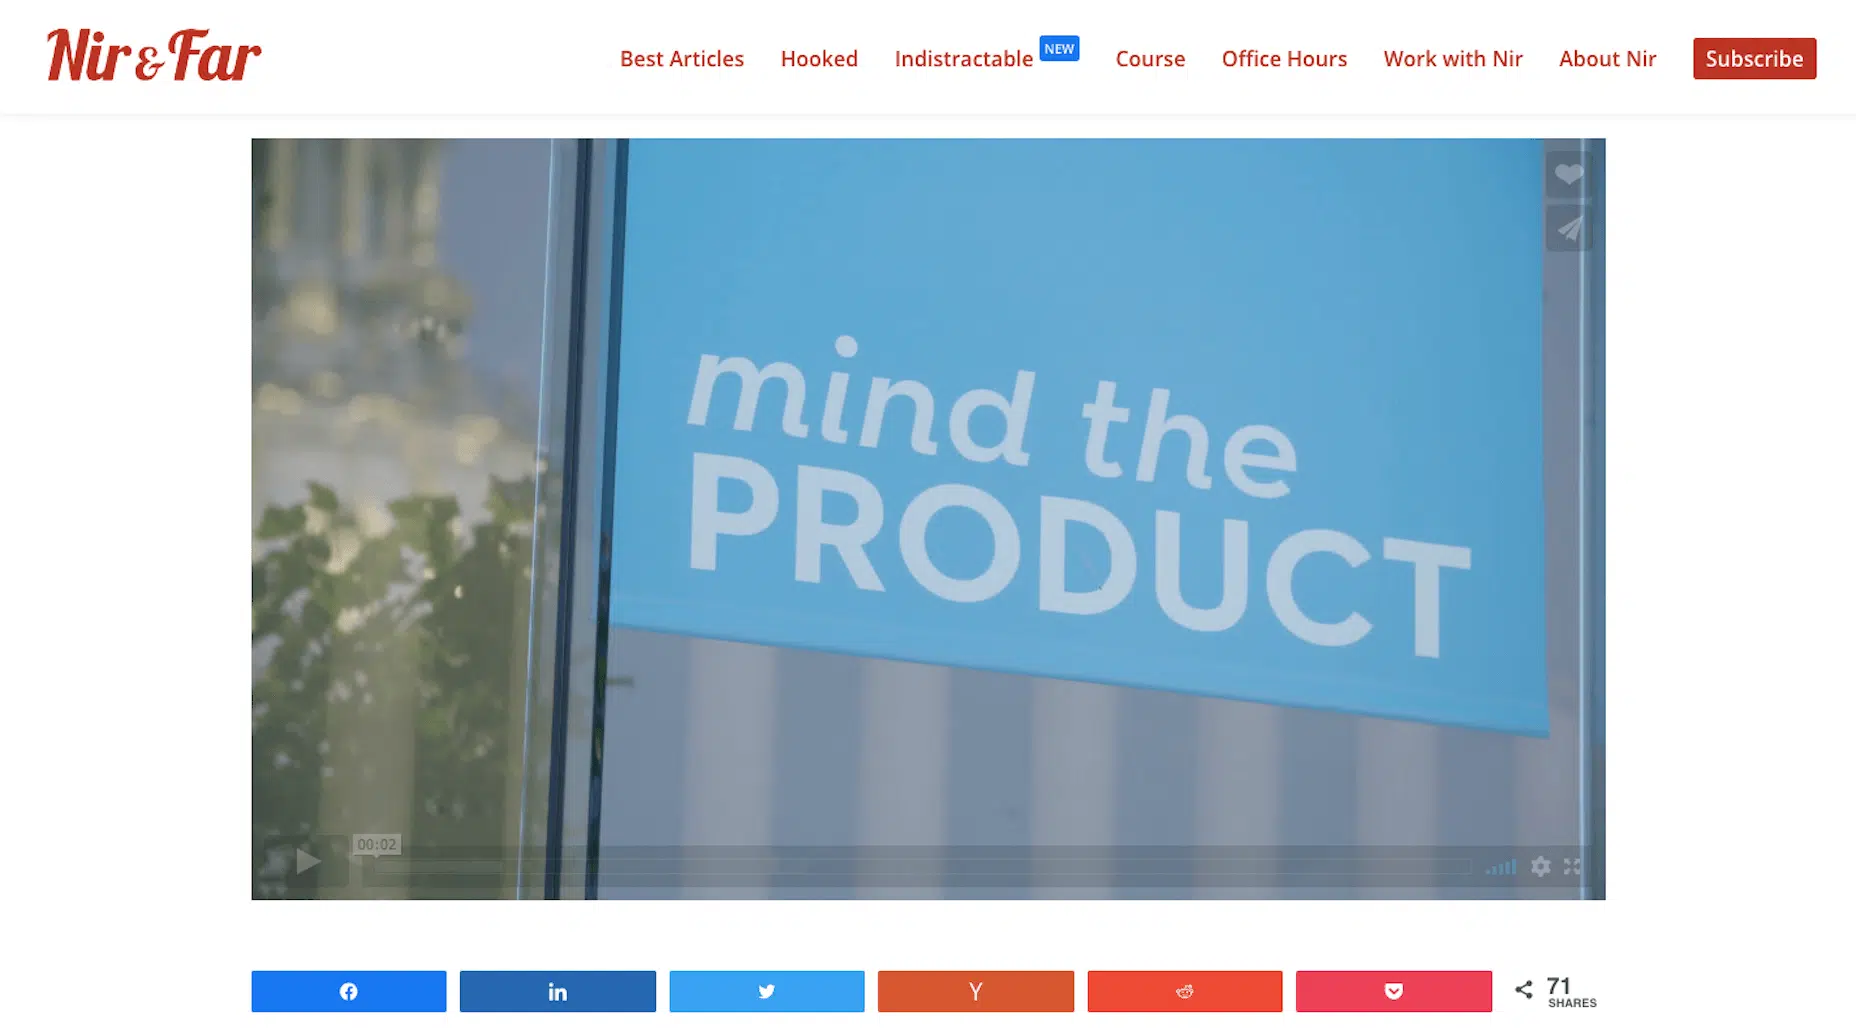 Nir & Far
Best Articles Hooked Indistractable NEW Course Office Hours Work with Nir About Nir Subscribe
mind the
PRODUCT
00:02
in Y 71
SHARES